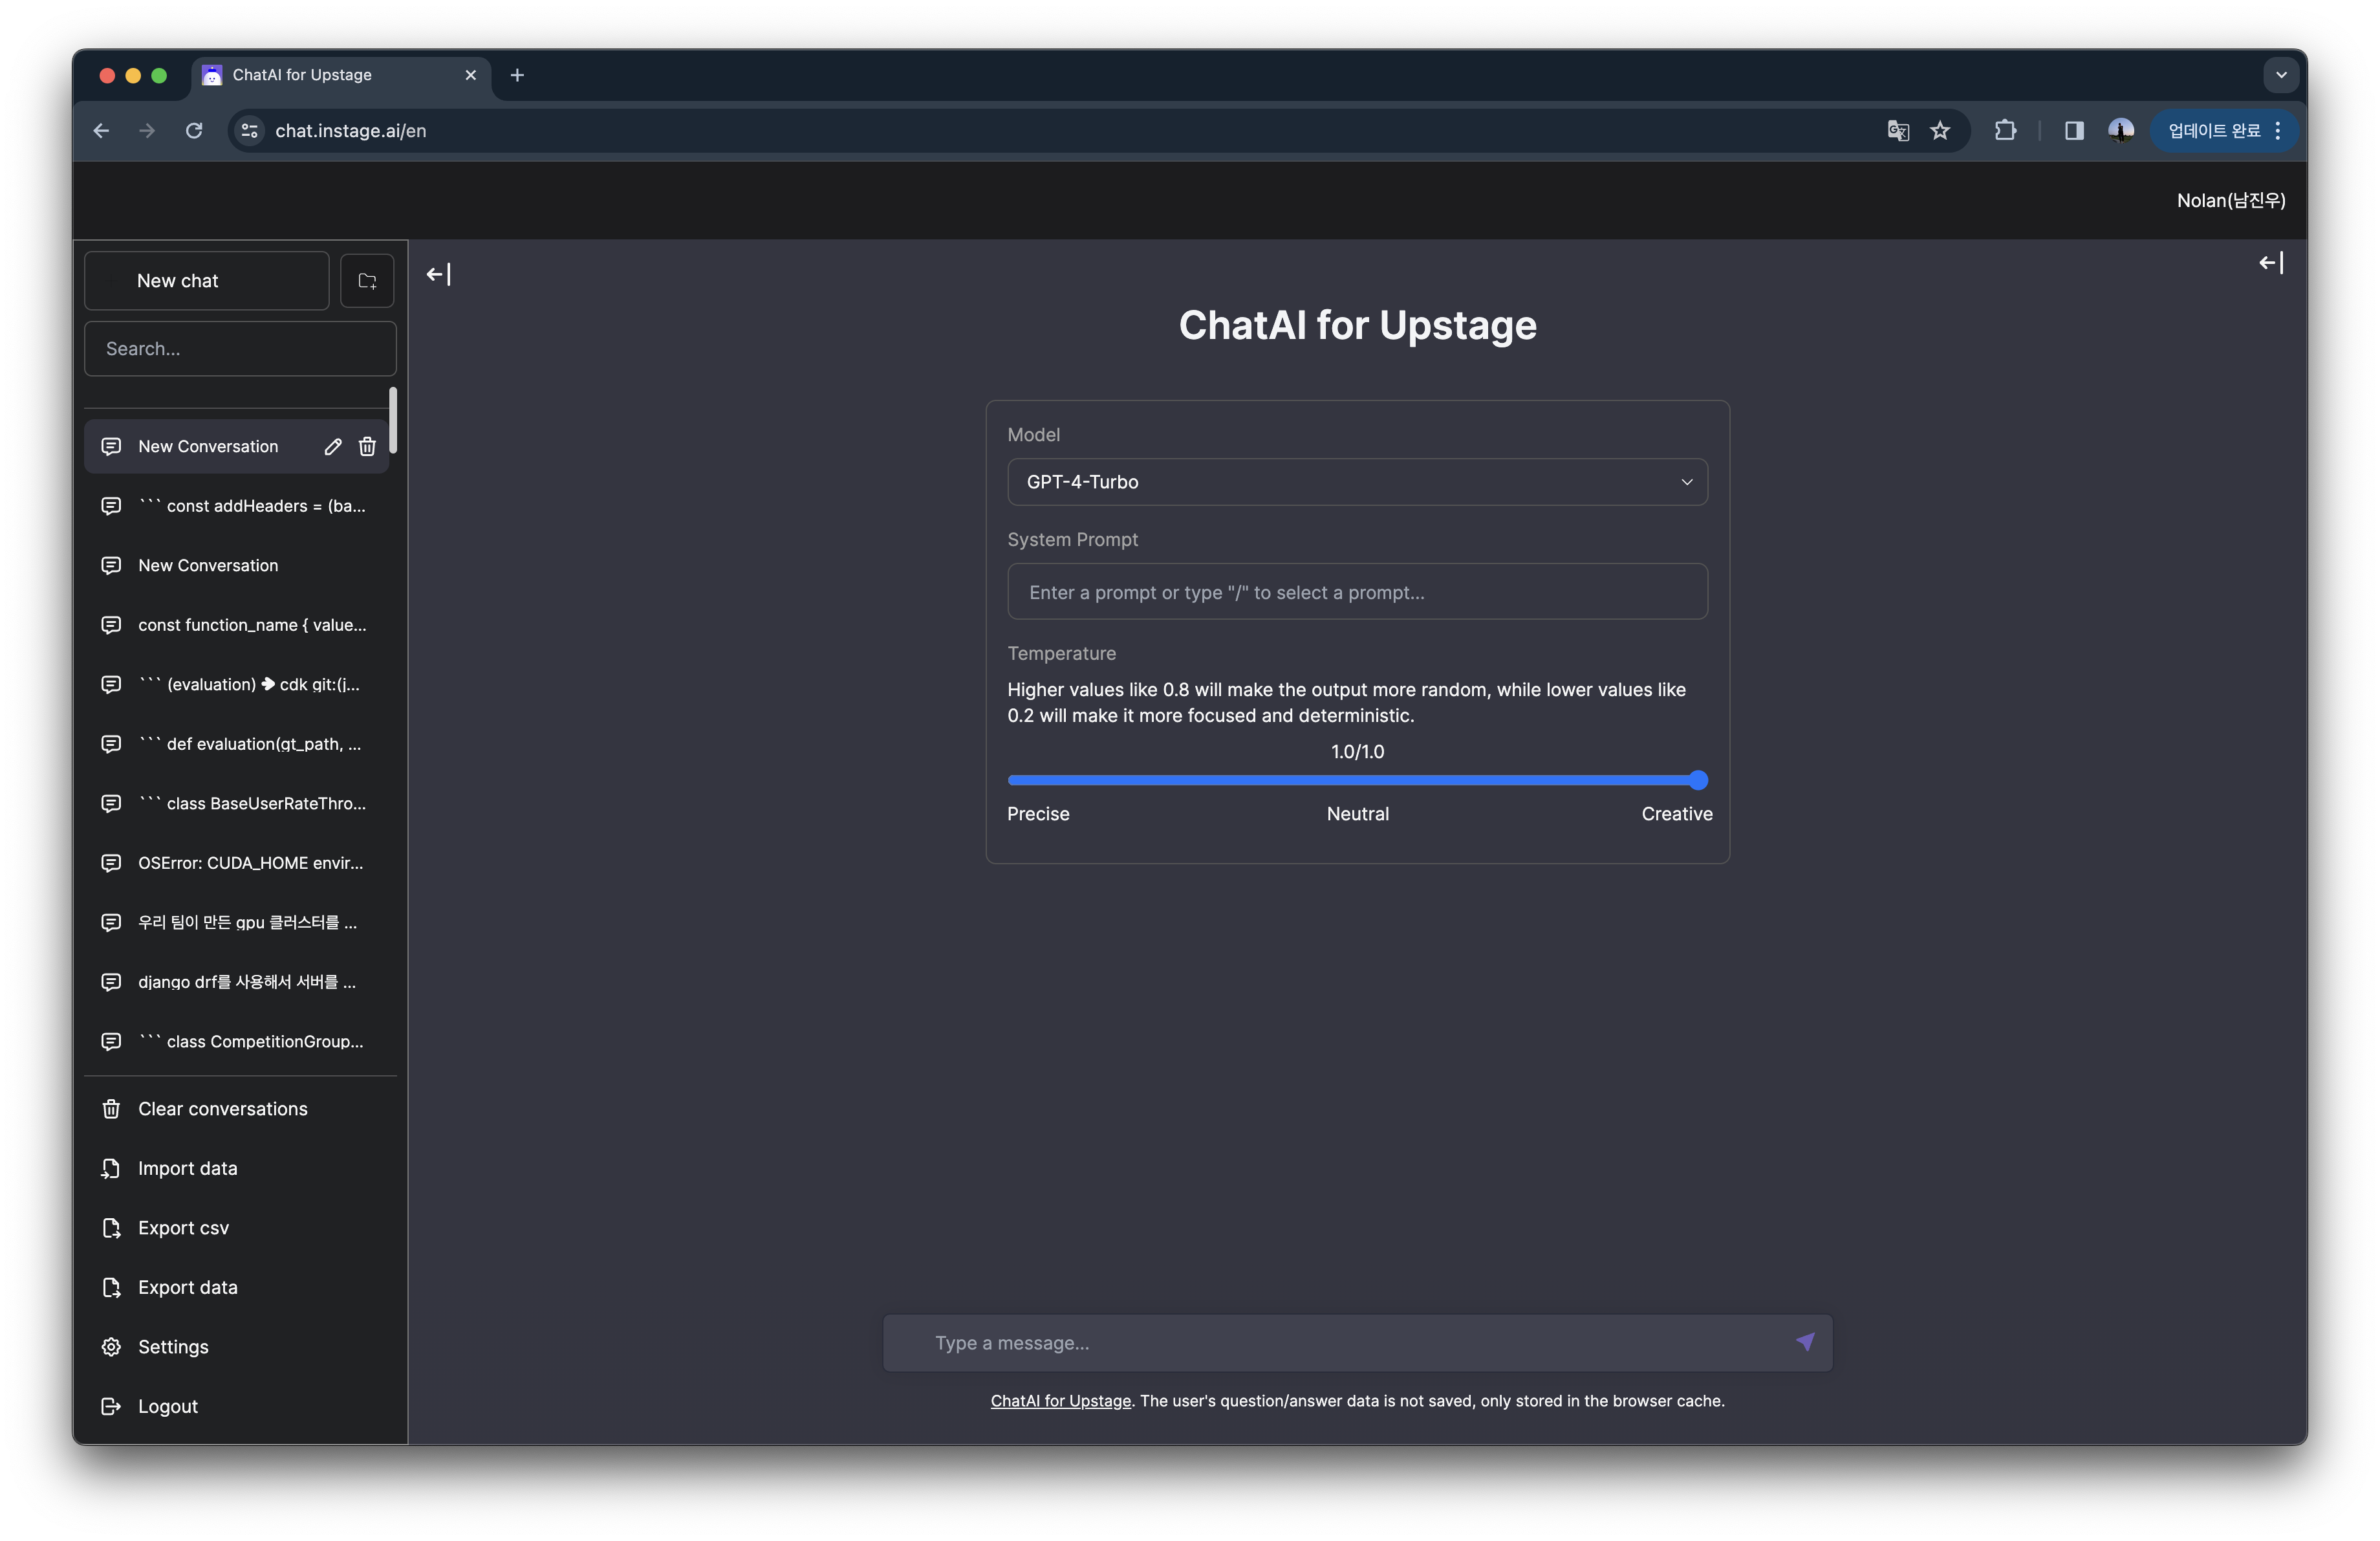 ChatAI for Upstage
chat.instage.ai/en
업데이트 완료
Nolan(남진우)
New chat
Search...
New Conversation
``` const addHeaders = (ba...
New Conversation
const function_name { value...
``` (evaluation) ➜ cdk git:(j...
``` def evaluation(gt_path, ...
``` class BaseUserRateThro...
OSError: CUDA_HOME envir...
우리 팀이 만든 gpu 클러스터를 ...
django drf를 사용해서 서버를 ...
``` class CompetitionGroup...
Clear conversations
Import data
Export csv
Export data
Settings
Logout
ChatAI for Upstage
Model
GPT-4-Turbo
System Prompt
Enter a prompt or type "/" to select a prompt...
Temperature
Higher values like 0.8 will make the output more random, while lower values like
0.2 will make it more focused and deterministic.
1.0/1.0
Precise Neutral Creative
Type a message...
ChatAI for Upstage. The user's question/answer data is not saved, only stored in the browser cache.